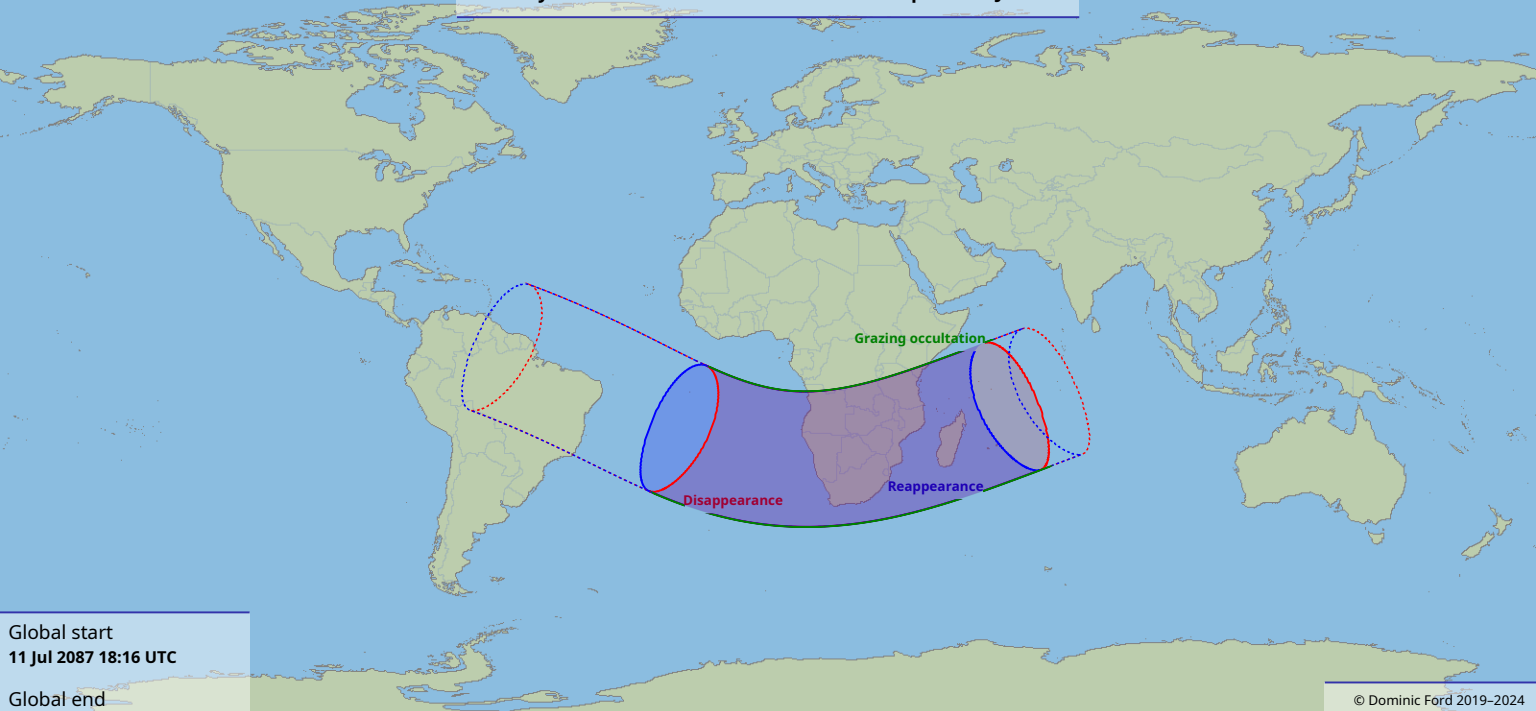 Grazing occultation
Reappearance
Disappearance
Global start
11 Jul 2087 18:16 UTC
Global end
© Dominic Ford 2019–2024